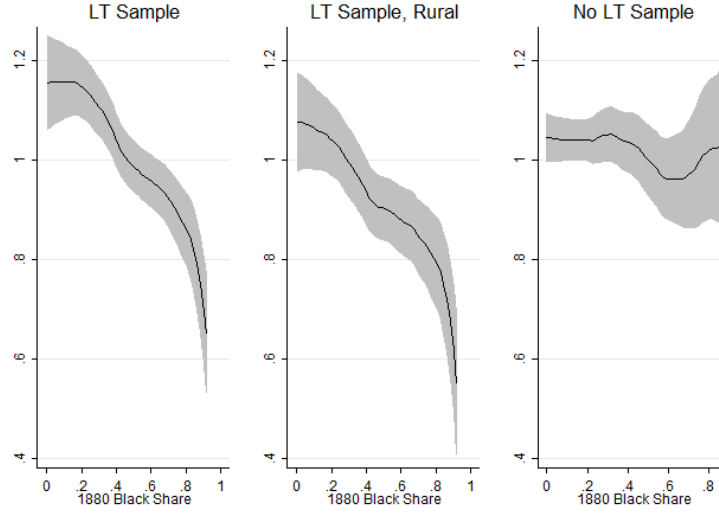 LT Sample
1.2
1
.8
.6
.4
0 .2 .4 .6 .8 1
1880 Black Share
LT Sample, Rural
1.2
1
.8
.6
.4
0 .2 .4 .6 .8 1
1880 Black Share
No LT Sample
1.2
1
.8
.6
.4
0 .2 .4 .6 .8
1880 Black Share